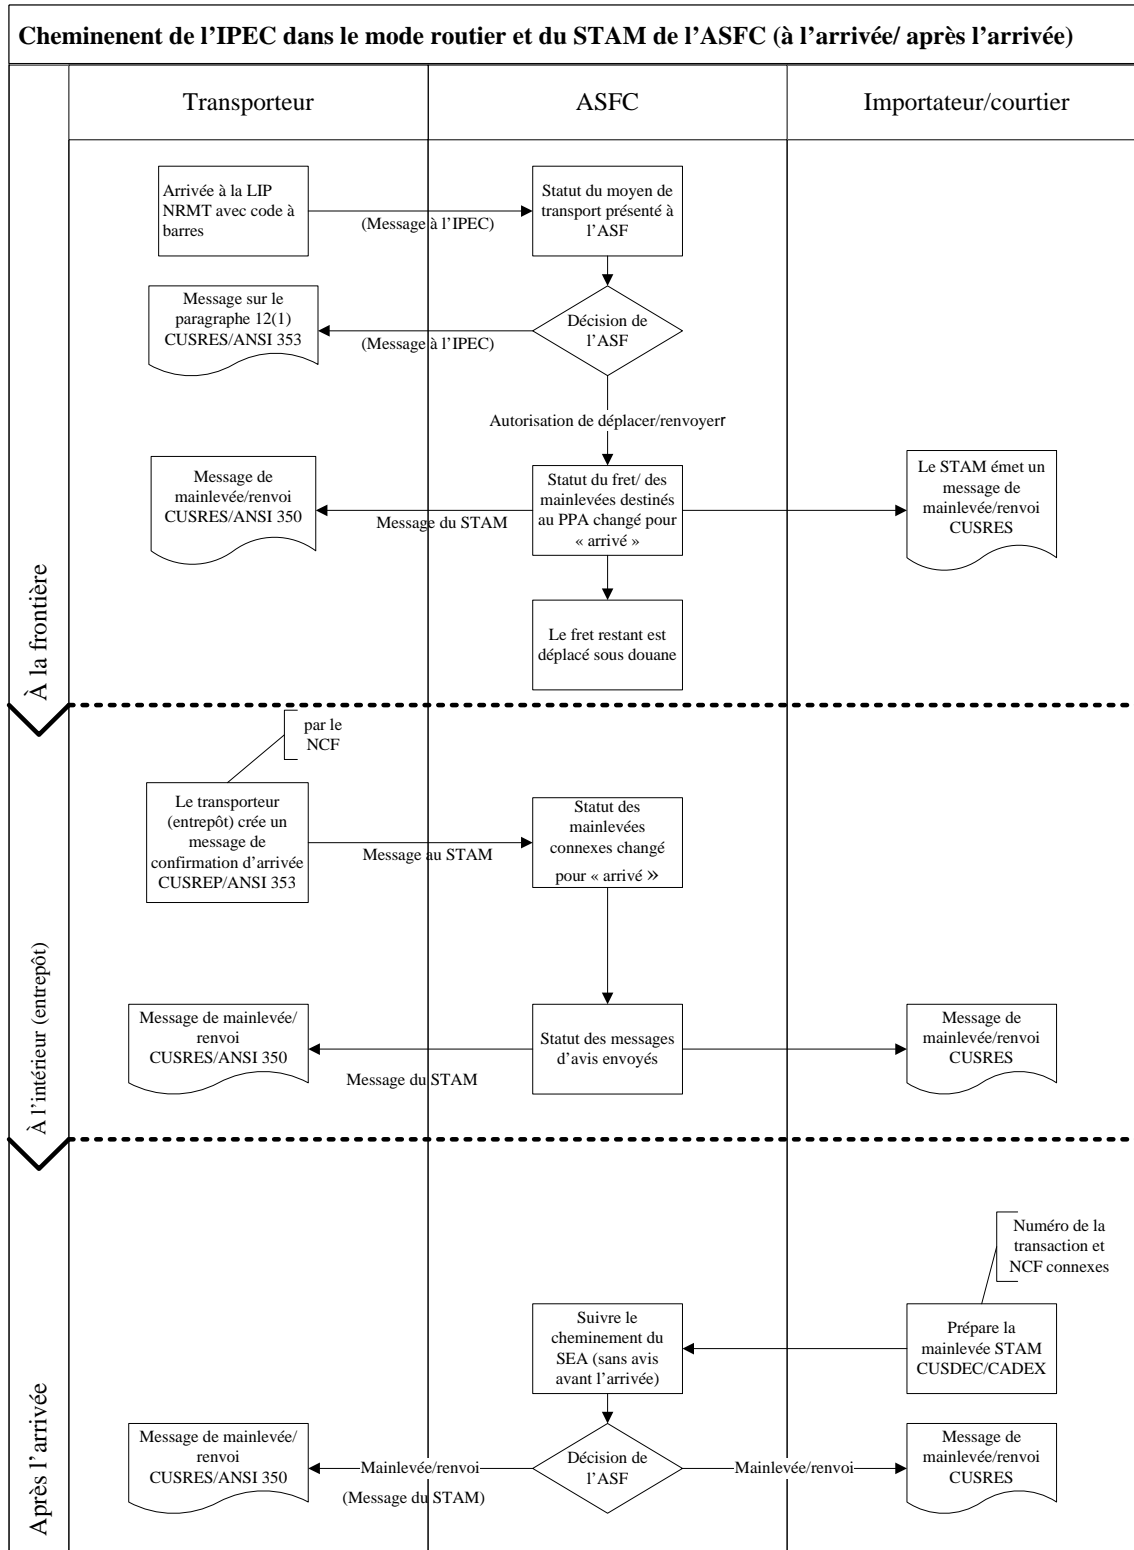 Cheminenent de l’IPEC dans le mode routier et du STAM de l’ASFC (à l’arrivée/ après l’arrivée)
Transporteur
ASFC
Importateur/courtier
À la frontière
Arrivée à la LIP
NRMT avec code à
barres
(Message à l’IPEC)
Statut du moyen de
transport présenté à
l’ASF
Message sur le
paragraphe 12(1)
CUSRES/ANSI 353
(Message à l’IPEC)
Décision de
l’ASF
Autorisation de déplacer/renvoyerr
Message de
mainlevée/renvoi
CUSRES/ANSI 350
Message du STAM
Statut du fret/ des
mainlevées destinés
au PPA changé pour
« arrivé »
Le STAM émet un
message de
mainlevée/renvoi
CUSRES
Le fret restant est
déplacé sous douane
À l’intérieur (entrepôt)
par le
NCF
Le transporteur
(entrepôt) crée un
message de
confirmation d’arrivée
CUSREP/ANSI 353
Message au STAM
Statut des
mainlevées
connexes changé
pour « arrivé »
Message de mainlevée/
renvoi
CUSRES/ANSI 350
Message du STAM
Statut des messages
d’avis envoyés
Message de
mainlevée/renvoi
CUSRES
Après l’arrivée
Numéro de la
transaction et
NCF connexes
Suivre le
cheminement du
SEA (sans avis
avant l’arrivée)
Prépare la
mainlevée STAM
CUSDEC/CADEX
Message de mainlevée/
renvoi
CUSRES/ANSI 350
Mainlevée/renvoi
(Message du STAM)
Décision de
l’ASF
Mainlevée/renvoi
Message de
mainlevée/renvoi
CUSRES